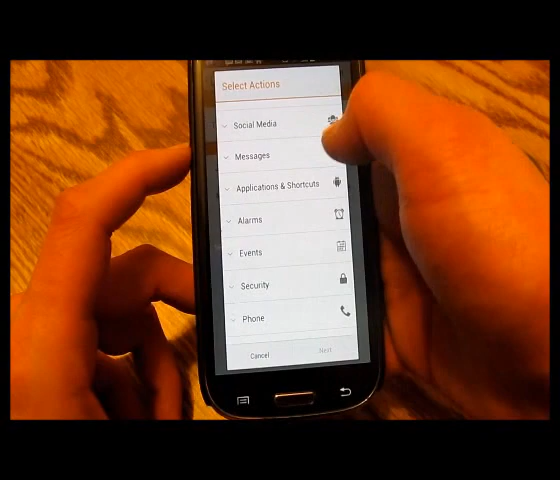 Select Actions
Social Media
Messages
Applications & Shortcuts
Alarms
Events
Security
Phone
Cancel
Next